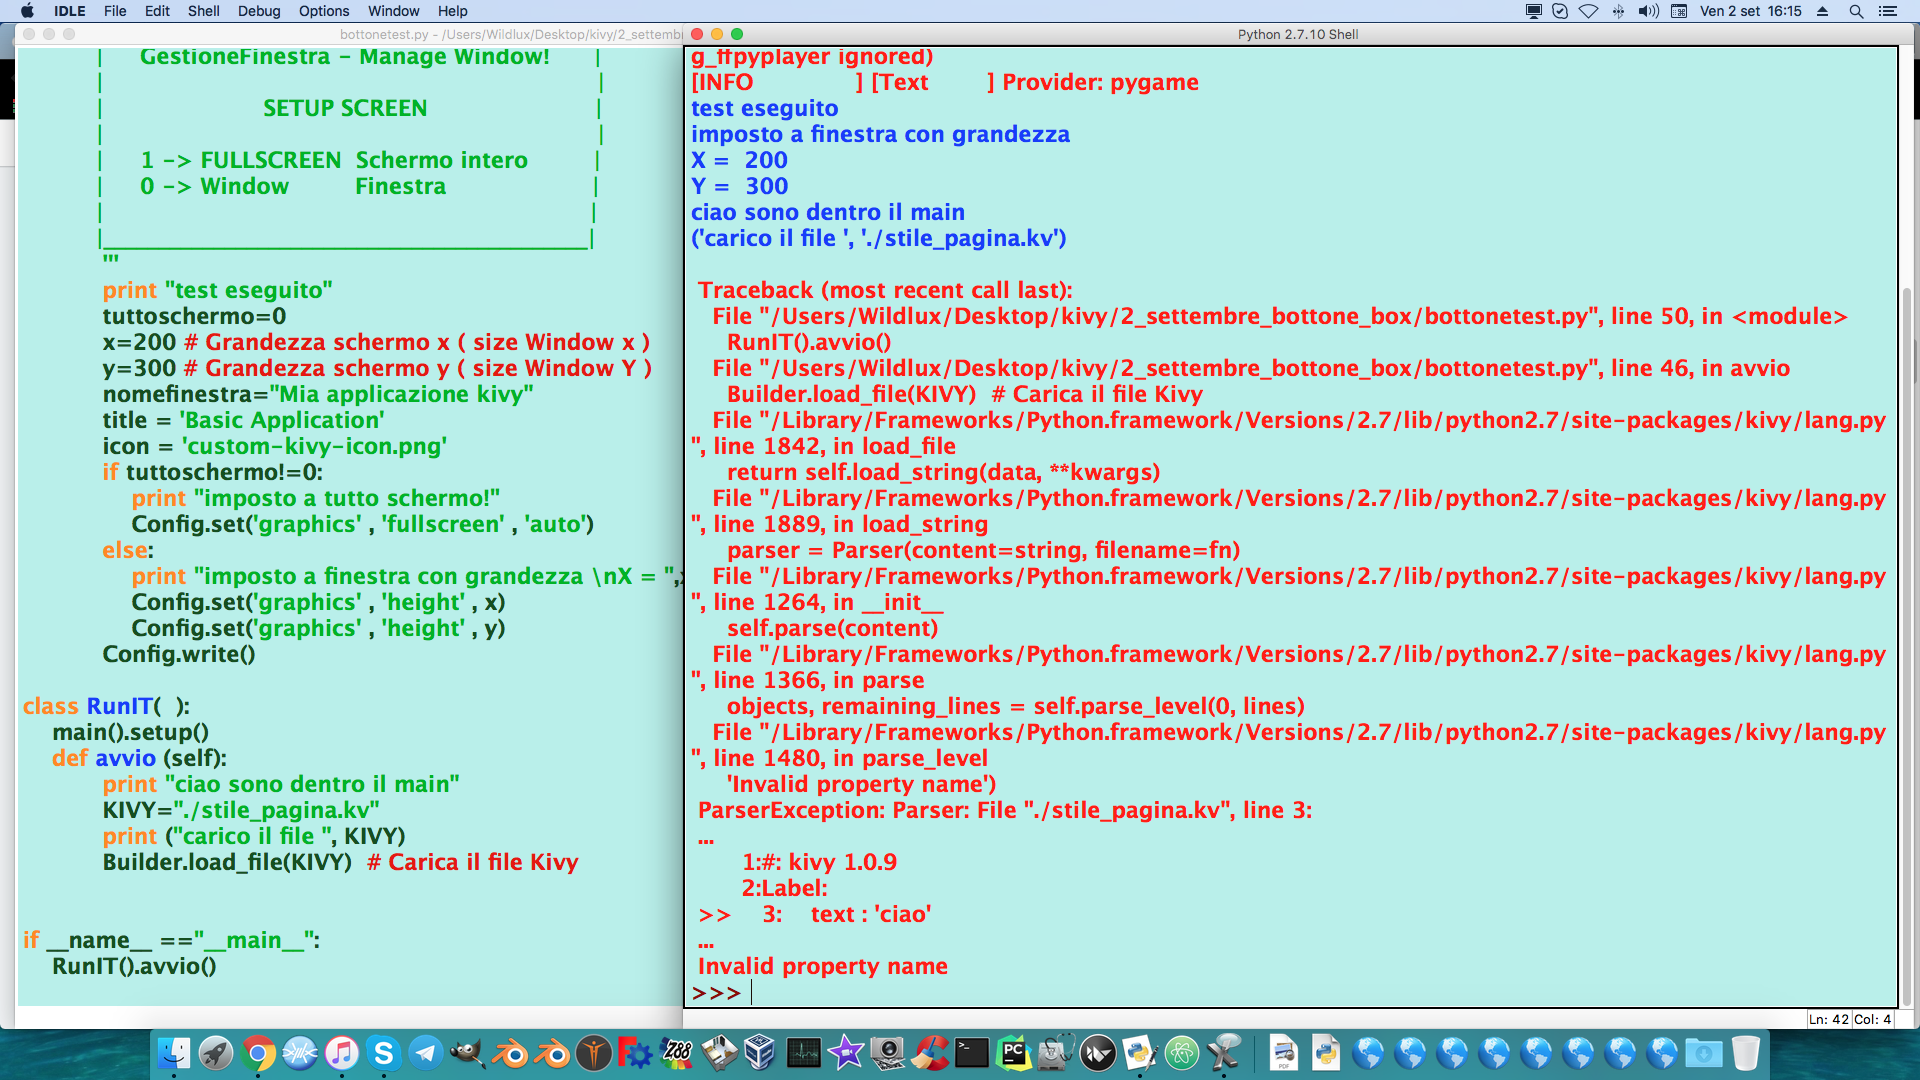 IDLE File Edit Shell Debug Options Window Help
Ven 2 set 16:15
bottonetest.py - /Users/Wildlux/Desktop/kivy/2_settemb
| GestioneFinestra - Manage Window! |
| |
| SETUP SCREEN |
| |
| 1 -> FULLSCREEN Schermo intero |
| 0 -> Window Finestra |
| |
|__________________________________|
'''
print "test eseguito"
tuttoschermo=0
x=200 # Grandezza schermo x ( size Window x )
y=300 # Grandezza schermo y ( size Window Y )
nomefinestra="Mia applicazione kivy"
title = 'Basic Application'
icon = 'custom-kivy-icon.png'
if tuttoschermo!=0:
print "imposto a tutto schermo!"
Config.set('graphics' , 'fullscreen' , 'auto')
else:
print "imposto a finestra con grandezza \nX = ",
Config.set('graphics' , 'height' , x)
Config.set('graphics' , 'height' , y)
Config.write()
class RunIT( ):
main().setup()
def avvio (self):
print "ciao sono dentro il main"
KIVY="./stile_pagina.kv"
print ("carico il file ", KIVY)
Builder.load_file(KIVY) # Carica il file Kivy
if __name__ =="__main__":
RunIT().avvio()
Python 2.7.10 Shell
g_ffpyplayer ignored)
[INFO ] [Text ] Provider: pygame
test eseguito
imposto a finestra con grandezza
X = 200
Y = 300
ciao sono dentro il main
('carico il file ', './stile_pagina.kv')
Traceback (most recent call last):
File "/Users/Wildlux/Desktop/kivy/2_settembre_bottone_box/bottonetest.py", line 50, in <module>
RunIT().avvio()
File "/Users/Wildlux/Desktop/kivy/2_settembre_bottone_box/bottonetest.py", line 46, in avvio
Builder.load_file(KIVY) # Carica il file Kivy
File "/Library/Frameworks/Python.framework/Versions/2.7/lib/python2.7/site-packages/kivy/lang.py
", line 1842, in load_file
return self.load_string(data, **kwargs)
File "/Library/Frameworks/Python.framework/Versions/2.7/lib/python2.7/site-packages/kivy/lang.py
", line 1889, in load_string
parser = Parser(content=string, filename=fn)
File "/Library/Frameworks/Python.framework/Versions/2.7/lib/python2.7/site-packages/kivy/lang.py
", line 1264, in __init__
self.parse(content)
File "/Library/Frameworks/Python.framework/Versions/2.7/lib/python2.7/site-packages/kivy/lang.py
", line 1366, in parse
objects, remaining_lines = self.parse_level(0, lines)
File "/Library/Frameworks/Python.framework/Versions/2.7/lib/python2.7/site-packages/kivy/lang.py
", line 1480, in parse_level
'Invalid property name')
ParserException: Parser: File "./stile_pagina.kv", line 3:
...
1:#: kivy 1.0.9
2:Label:
>> 3: text : 'ciao'
...
Invalid property name
>>>
Ln: 42 Col: 4